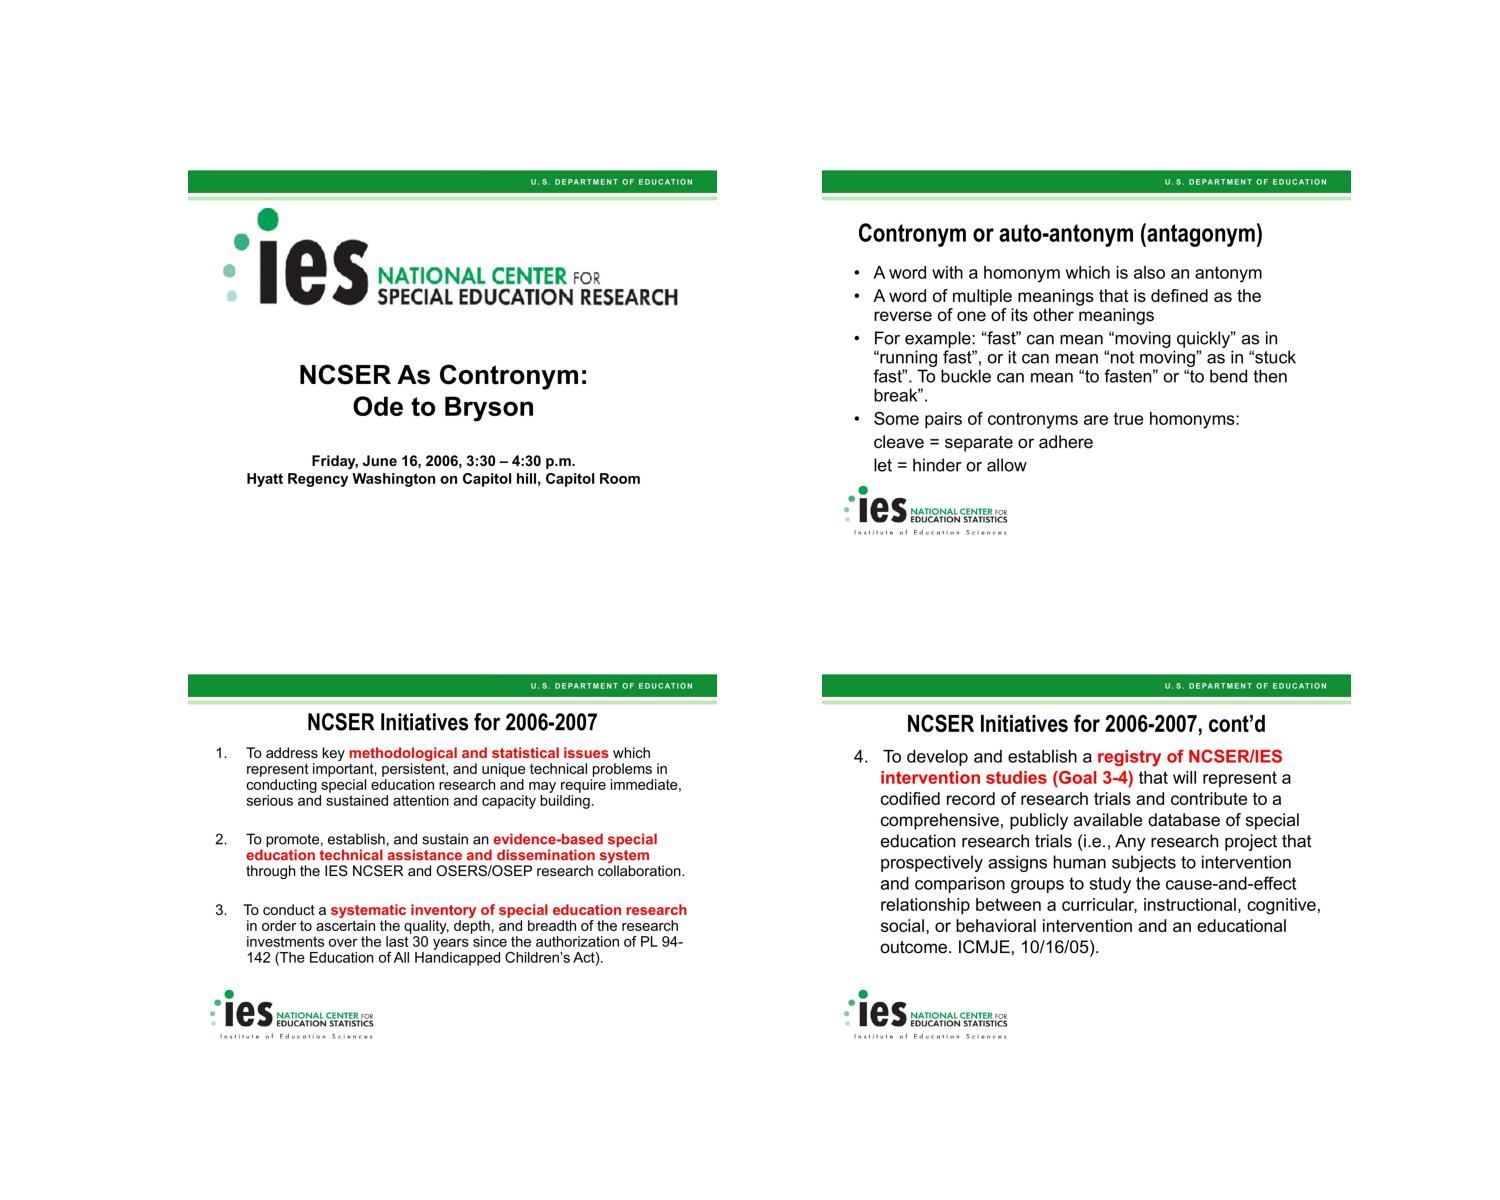 U.S. DEPARTMENT OF EDUCATION
ies NATIONAL CENTER FOR
SPECIAL EDUCATION RESEARCH
NCSER As Contronym:
Ode to Bryson
Friday, June 16, 2006, 3:30 – 4:30 p.m.
Hyatt Regency Washington on Capitol hill, Capitol Room
U.S. DEPARTMENT OF EDUCATION
Contronym or auto-antonym (antagonym)
• A word with a homonym which is also an antonym
• A word of multiple meanings that is defined as the
reverse of one of its other meanings
• For example: “fast” can mean “moving quickly” as in
“running fast”, or it can mean “not moving” as in “stuck
fast”. To buckle can mean “to fasten” or “to bend then
break”.
• Some pairs of contronyms are true homonyms:
cleave = separate or adhere
let = hinder or allow
ies NATIONAL CENTER FOR
EDUCATION STATISTICS
Institute of Education Sciences
U.S. DEPARTMENT OF EDUCATION
NCSER Initiatives for 2006-2007
1. To address key methodological and statistical issues which
represent important, persistent, and unique technical problems in
conducting special education research and may require immediate,
serious and sustained attention and capacity building.
2. To promote, establish, and sustain an evidence-based special
education technical assistance and dissemination system
through the IES NCSER and OSERS/OSEP research collaboration.
3. To conduct a systematic inventory of special education research
in order to ascertain the quality, depth, and breadth of the research
investments over the last 30 years since the authorization of PL 94-
142 (The Education of All Handicapped Children’s Act).
ies NATIONAL CENTER FOR
EDUCATION STATISTICS
Institute of Education Sciences
U.S. DEPARTMENT OF EDUCATION
NCSER Initiatives for 2006-2007, cont’d
4. To develop and establish a registry of NCSER/IES
intervention studies (Goal 3-4) that will represent a
codified record of research trials and contribute to a
comprehensive, publicly available database of special
education research trials (i.e., Any research project that
prospectively assigns human subjects to intervention
and comparison groups to study the cause-and-effect
relationship between a curricular, instructional, cognitive,
social, or behavioral intervention and an educational
outcome. ICMJE, 10/16/05).
ies NATIONAL CENTER FOR
EDUCATION STATISTICS
Institute of Education Sciences